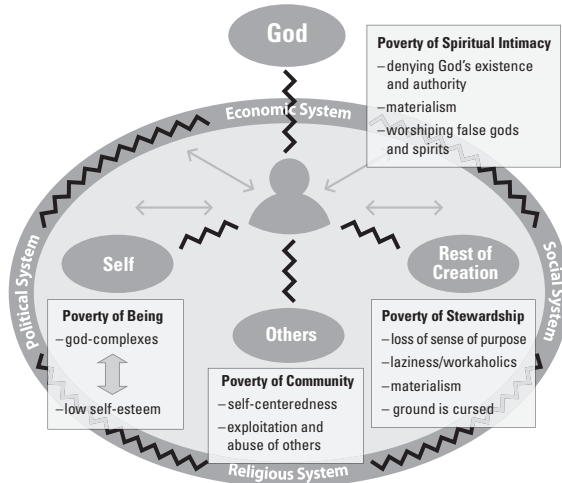 God
Poverty of Spiritual Intimacy
–denying God's existence
and authority
–materialism
–worshiping false gods
and spirits
Economic System
Political System
Social System
Self
Rest of
Creation
Others
Poverty of Being
–god-complexes
–low self-esteem
Poverty of Community
–self-centeredness
–exploitation and
abuse of others
Poverty of Stewardship
–loss of sense of purpose
–laziness/workaholics
–materialism
–ground is cursed
Religious System